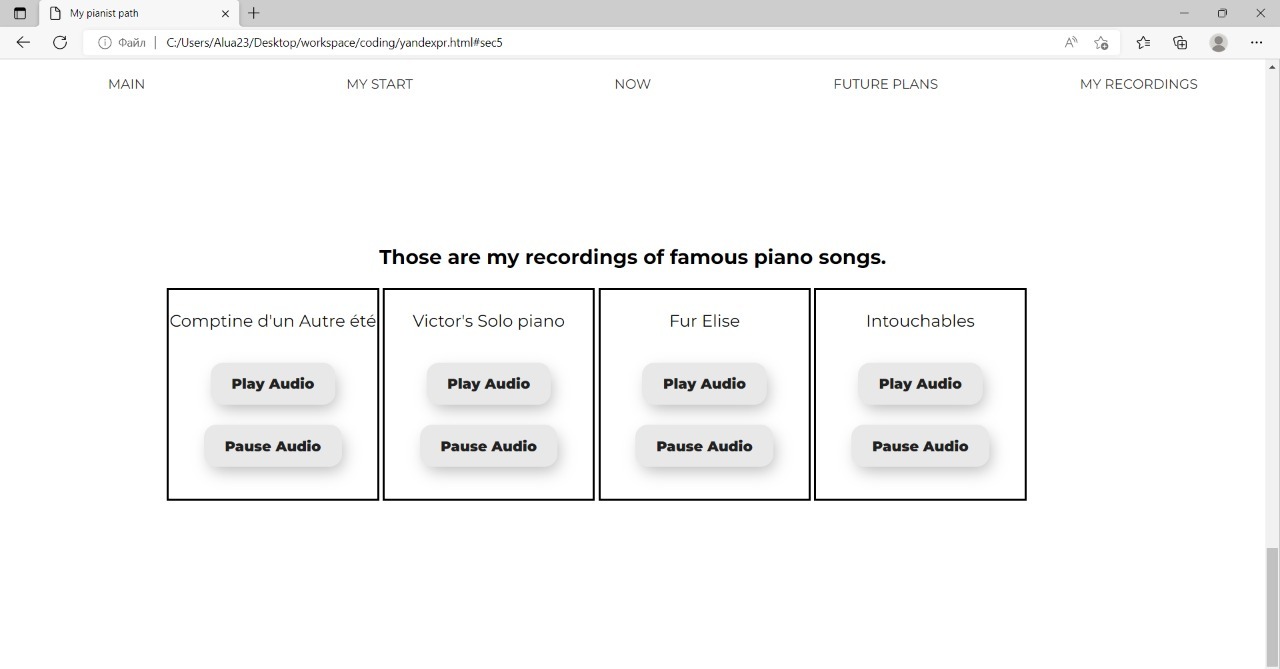 My pianist path
Файл | C:/Users/Alua23/Desktop/workspace/coding/yandexpr.html#sec5
MAIN MY START NOW FUTURE PLANS MY RECORDINGS
Those are my recordings of famous piano songs.
Comptine d'un Autre été Victor's Solo piano Fur Elise Intouchables
Play Audio Play Audio Play Audio Play Audio
Pause Audio Pause Audio Pause Audio Pause Audio